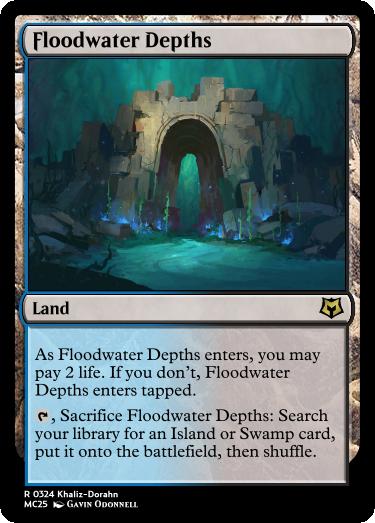 Floodwater Depths
Land
As Floodwater Depths enters, you may
pay 2 life. If you don't, Floodwater
Depths enters tapped.
, Sacrifice Floodwater Depths: Search
your library for an Island or Swamp card,
put it onto the battlefield, then shuffle.
R 0324 Khaliz-Dorahn
MC25 Gavin Odonnell